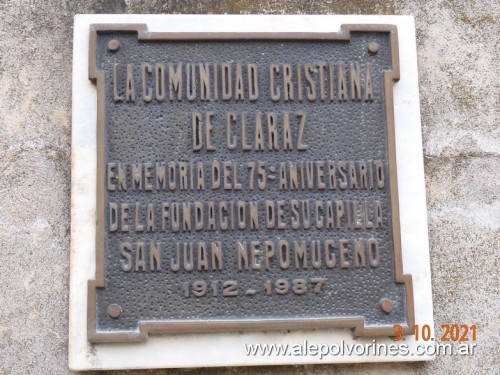 LA COMUNIDAD CRISTIANA
DE CLARAZ
EN MEMORIA DEL 75º ANIVERSARIO
DE LA FUNDACION DE SU CAPILLA
SAN JUAN NEPOMUCENO
1912 - 1987
3.10.2021
www.alepolvorines.com.ar